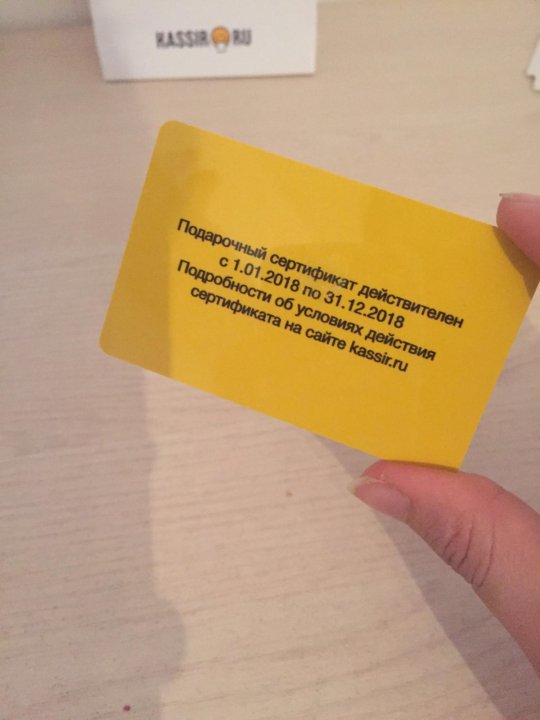 KASSIR RU
Подарочный сертификат действителен
с 1.01.2018 по 31.12.2018
Подробности об условиях действия
сертификата на сайте kassir.ru